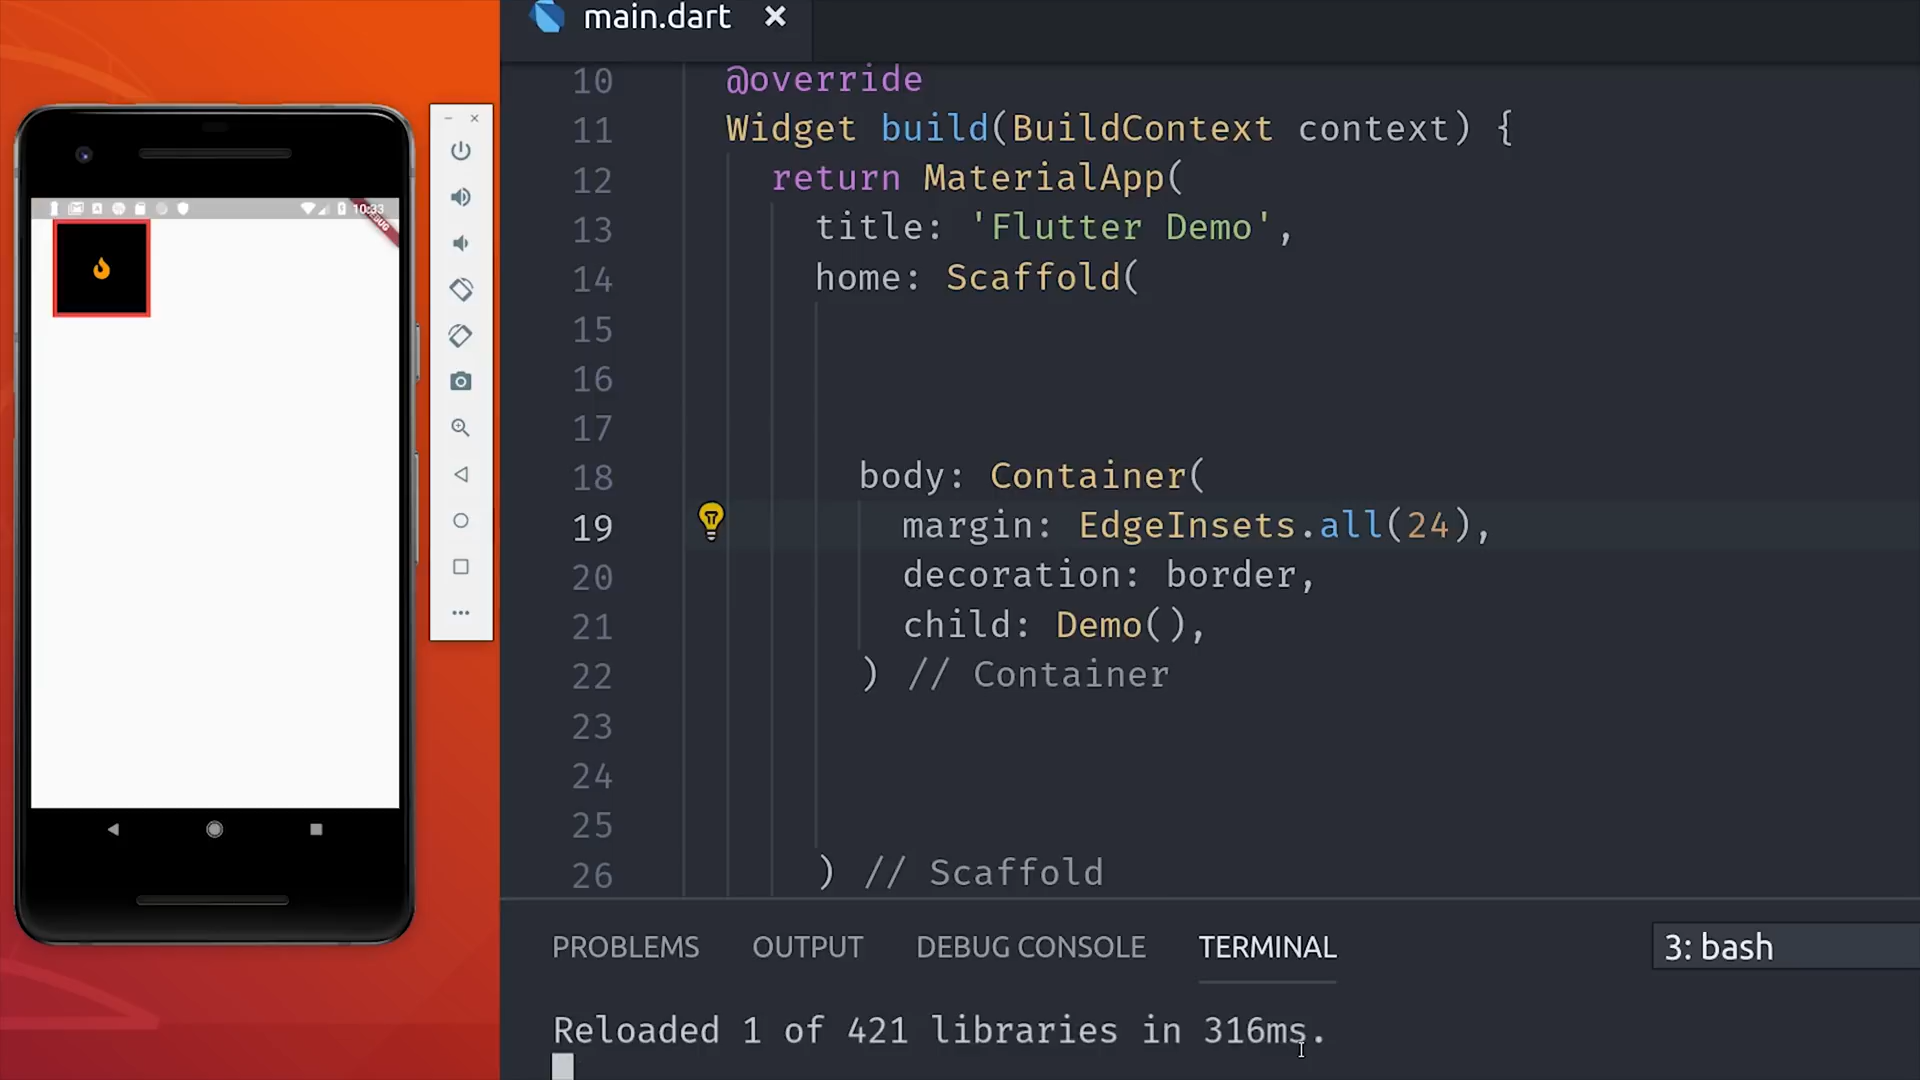 main.dart ×
10 @override
11 Widget build(BuildContext context) {
12 return MaterialApp(
13 title: 'Flutter Demo',
14 home: Scaffold(
15
16
17
18 body: Container(
19 margin: EdgeInsets.all(24),
20 decoration: border,
21 child: Demo(),
22 ) // Container
23
24
25
26 ) // Scaffold
PROBLEMS OUTPUT DEBUG CONSOLE TERMINAL 3: bash
Reloaded 1 of 421 libraries in 316ms.
10:33
DEBUG